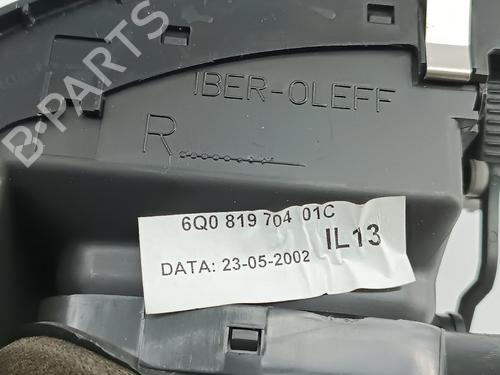 IBER-OLEFF
R
6Q0 819 704 01C
IL13
DATA: 23-05-2002
B-PARTS